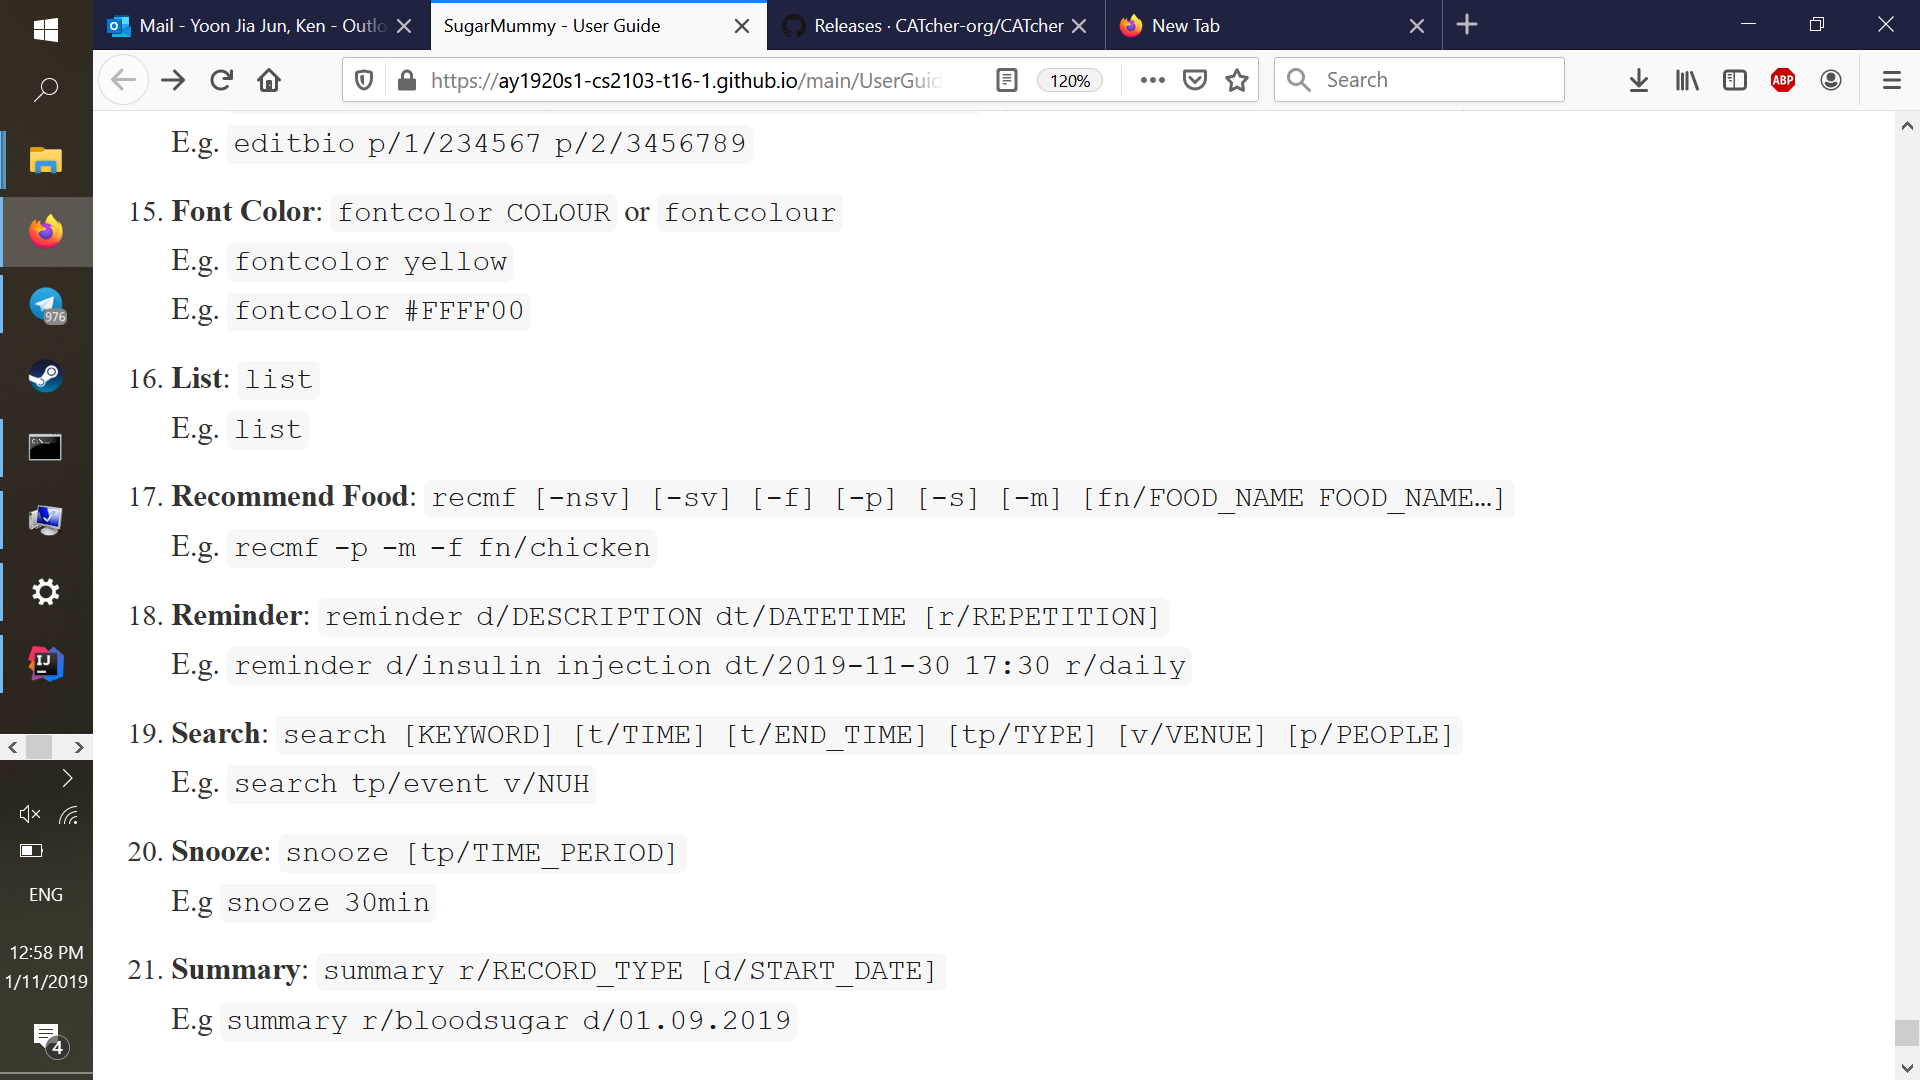 Mail - Yoon Jia Jun, Ken - Outlo
SugarMummy - User Guide
Releases · CATcher-org/CATcher
New Tab
https://ay1920s1-cs2103-t16-1.github.io/main/UserGuid
120%
Search
ABP
E.g. editbio p/1/234567 p/2/3456789
15. Font Color: fontcolor COLOUR or fontcolour
E.g. fontcolor yellow
E.g. fontcolor #FFFF00
16. List: list
E.g. list
17. Recommend Food: recmf [-nsv] [-sv] [-f] [-p] [-s] [-m] [fn/FOOD_NAME FOOD_NAME…]
E.g. recmf -p -m -f fn/chicken
18. Reminder: reminder d/DESCRIPTION dt/DATETIME [r/REPETITION]
E.g. reminder d/insulin injection dt/2019-11-30 17:30 r/daily
19. Search: search [KEYWORD] [t/TIME] [t/END_TIME] [tp/TYPE] [v/VENUE] [p/PEOPLE]
E.g. search tp/event v/NUH
20. Snooze: snooze [tp/TIME_PERIOD]
E.g snooze 30min
21. Summary: summary r/RECORD_TYPE [d/START_DATE]
E.g summary r/bloodsugar d/01.09.2019
976
IJ
ENG
12:58 PM
1/11/2019
4